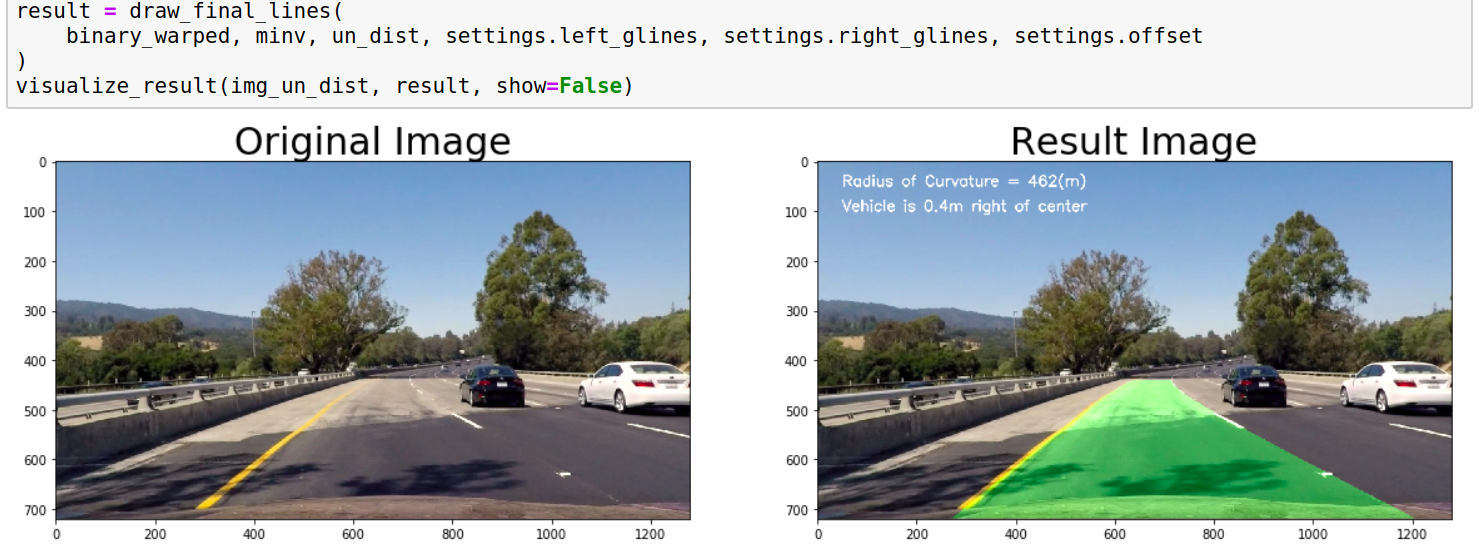 result = draw_final_lines(
    binary_warped, minv, un_dist, settings.left_glines, settings.right_glines, settings.offset
)
visualize_result(img_un_dist, result, show=False)
Original Image
0
100
200
300
400
500
600
700
0 200 400 600 800 1000 1200
Result Image
Radius of Curvature = 462(m)
Vehicle is 0.4m right of center
0
100
200
300
400
500
600
700
0 200 400 600 800 1000 1200